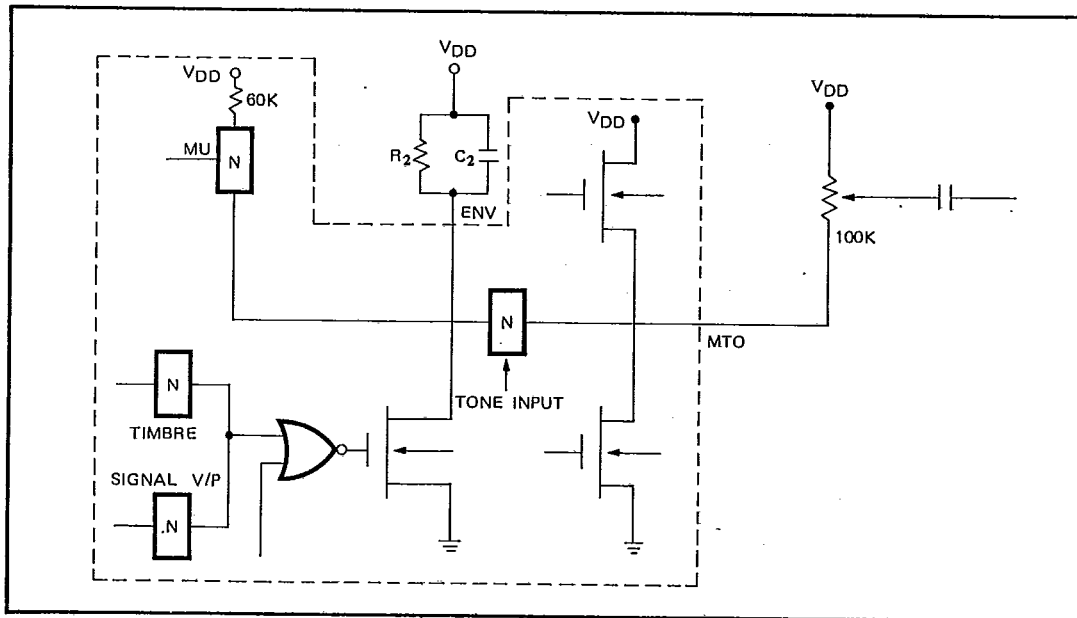 VDD
60K
MU
N
VDD
R2
C2
ENV
VDD
VDD
100K
N
MTO
TONE INPUT
N
TIMBRE
SIGNAL V/P
.N